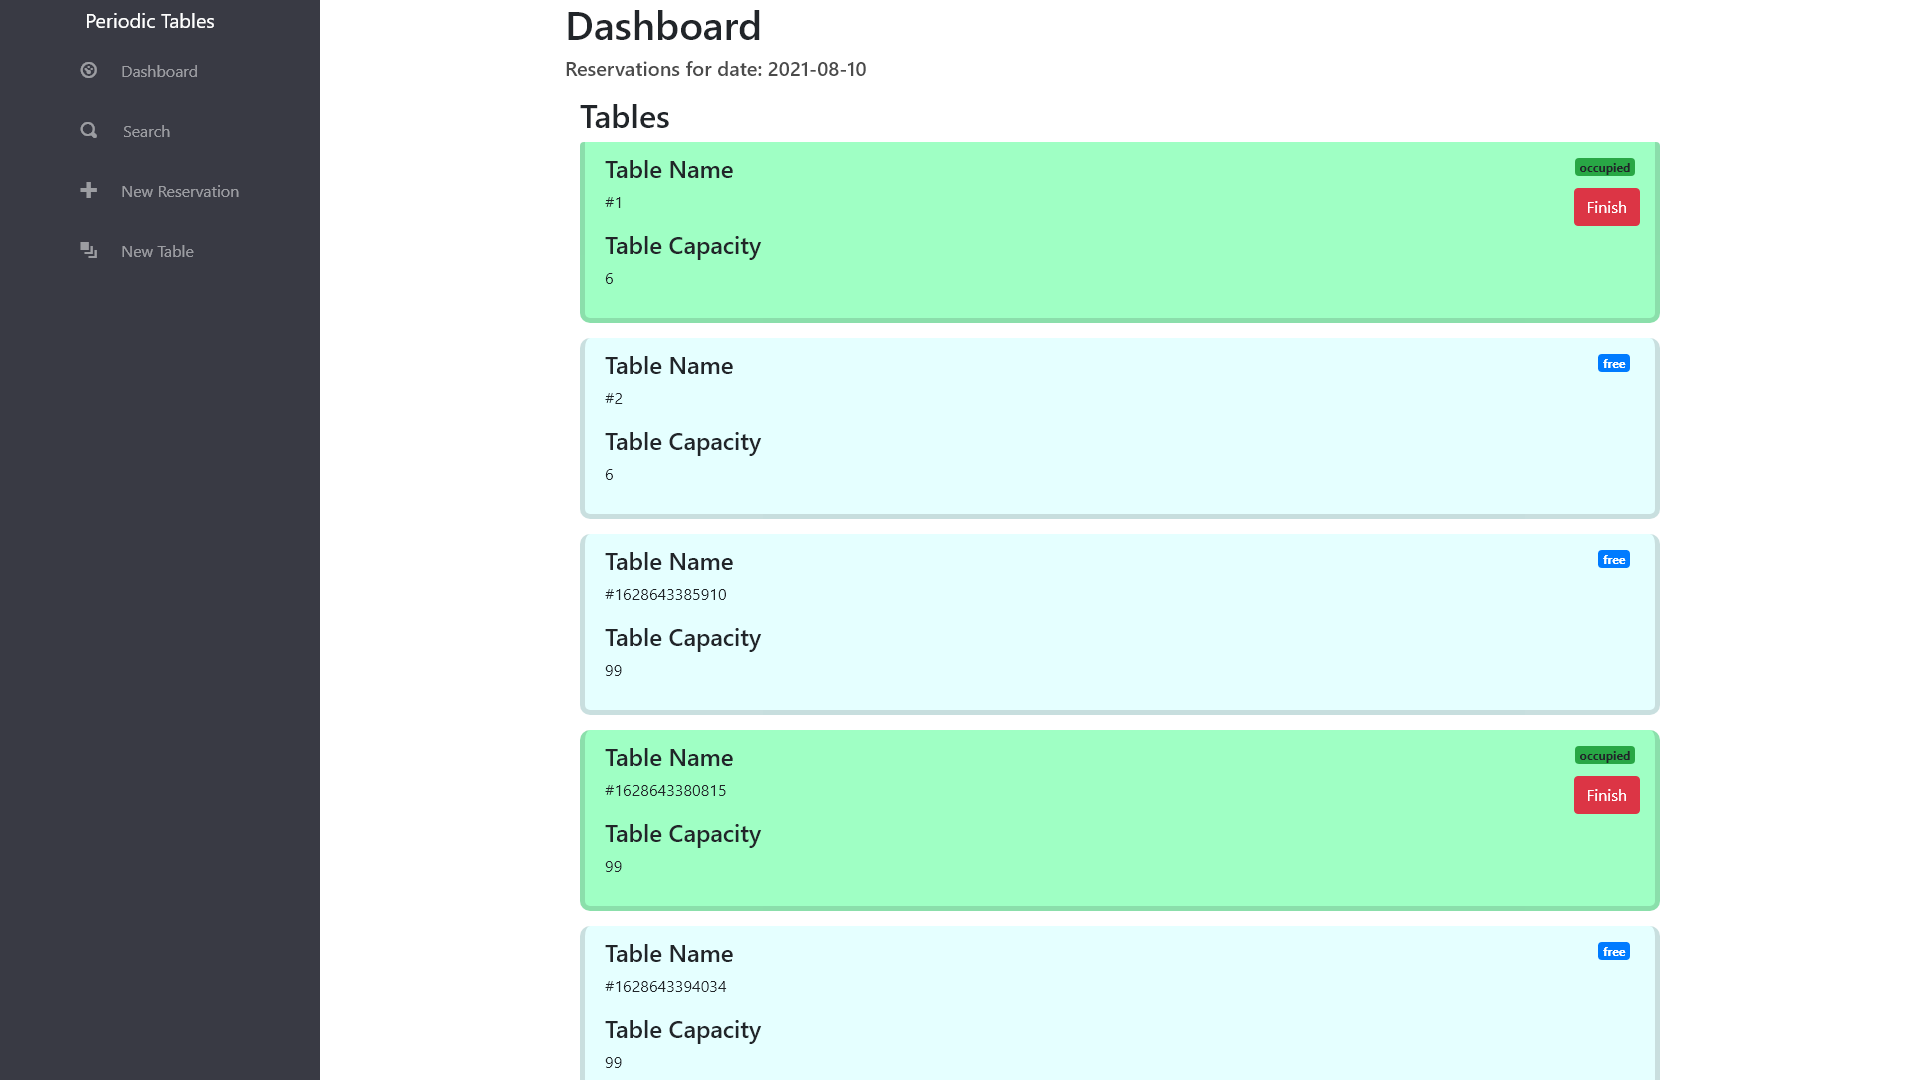 Periodic Tables
Dashboard
Search
New Reservation
New Table
Dashboard
Reservations for date: 2021-08-10
Tables
Table Name
occupied
#1
Finish
Table Capacity
6
Table Name
free
#2
Table Capacity
6
Table Name
free
#1628643385910
Table Capacity
99
Table Name
occupied
#1628643380815
Finish
Table Capacity
99
Table Name
free
#1628643394034
Table Capacity
99